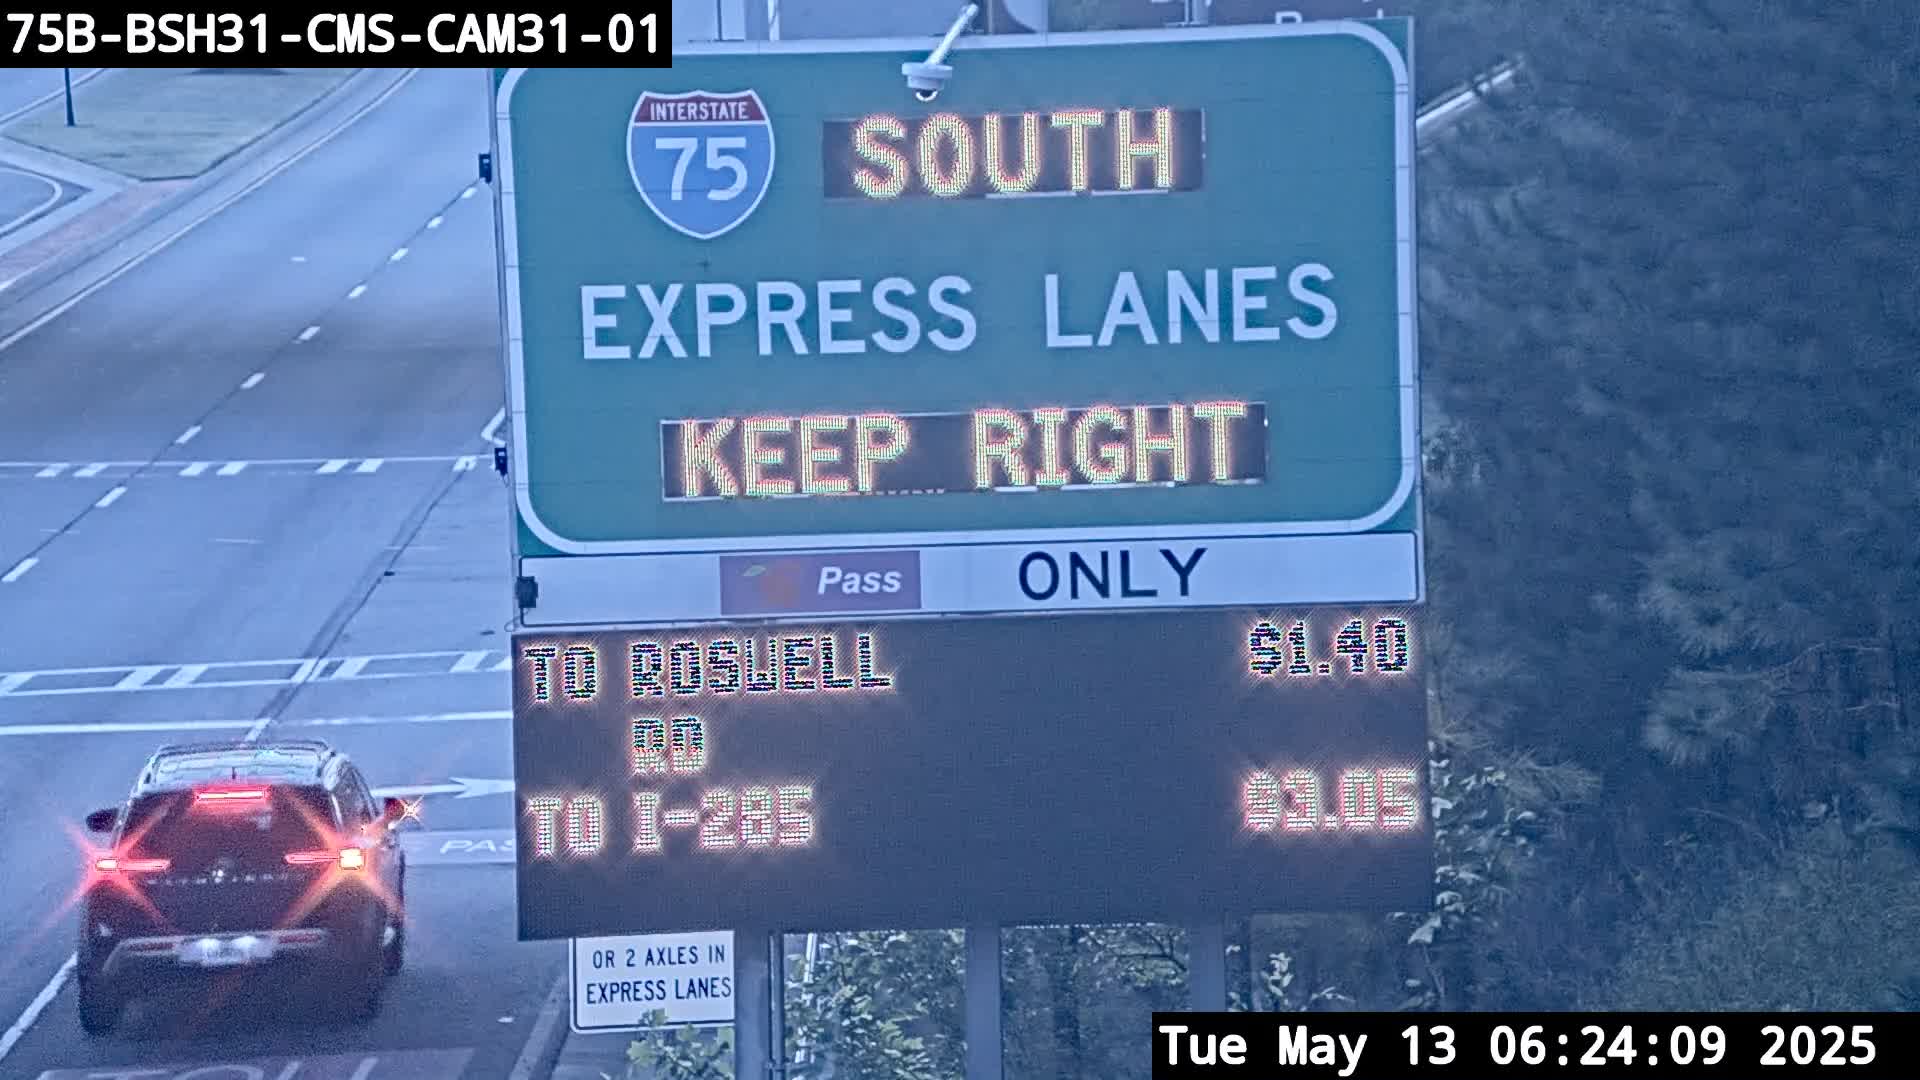 75B-BSH31-CMS-CAM31-01
INTERSTATE
75
SOUTH
EXPRESS LANES
KEEP RIGHT
Pass ONLY
TO ROSWELL $1.40
RD
TO I-285 $3.05
OR 2 AXLES IN
EXPRESS LANES
TOLL
Tue May 13 06:24:09 2025